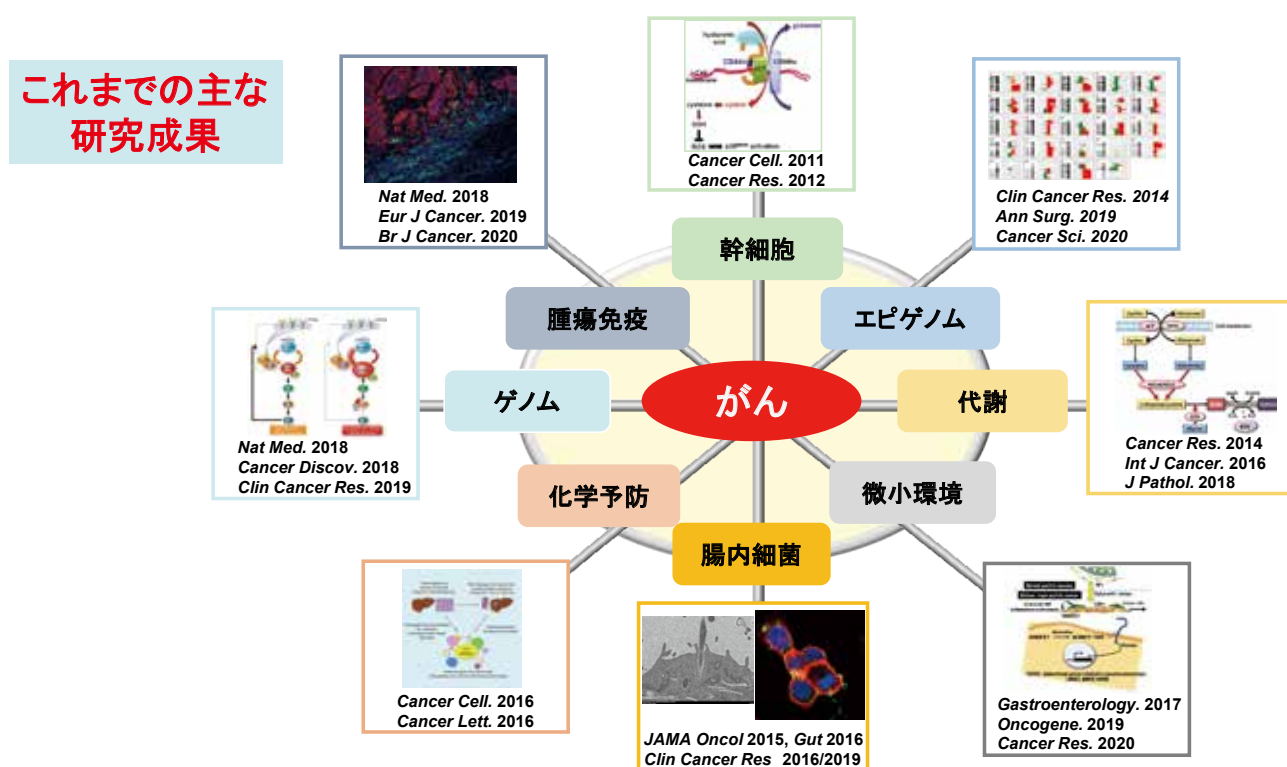 これまでの主な
研究成果
Nat Med. 2018
Eur J Cancer. 2019
Br J Cancer. 2020
Cancer Cell. 2011
Cancer Res. 2012
Clin Cancer Res. 2014
Ann Surg. 2019
Cancer Sci. 2020
幹細胞
腫瘍免疫
エピゲノム
ゲノム
がん
代謝
Nat Med. 2018
Cancer Discov. 2018
Clin Cancer Res. 2019
Cancer Res. 2014
Int J Cancer. 2016
J Pathol. 2018
化学予防
微小環境
腸内細菌
Cancer Cell. 2016
Cancer Lett. 2016
JAMA Oncol 2015, Gut 2016
Clin Cancer Res 2016/2019
Gastroenterology. 2017
Oncogene. 2019
Cancer Res. 2020